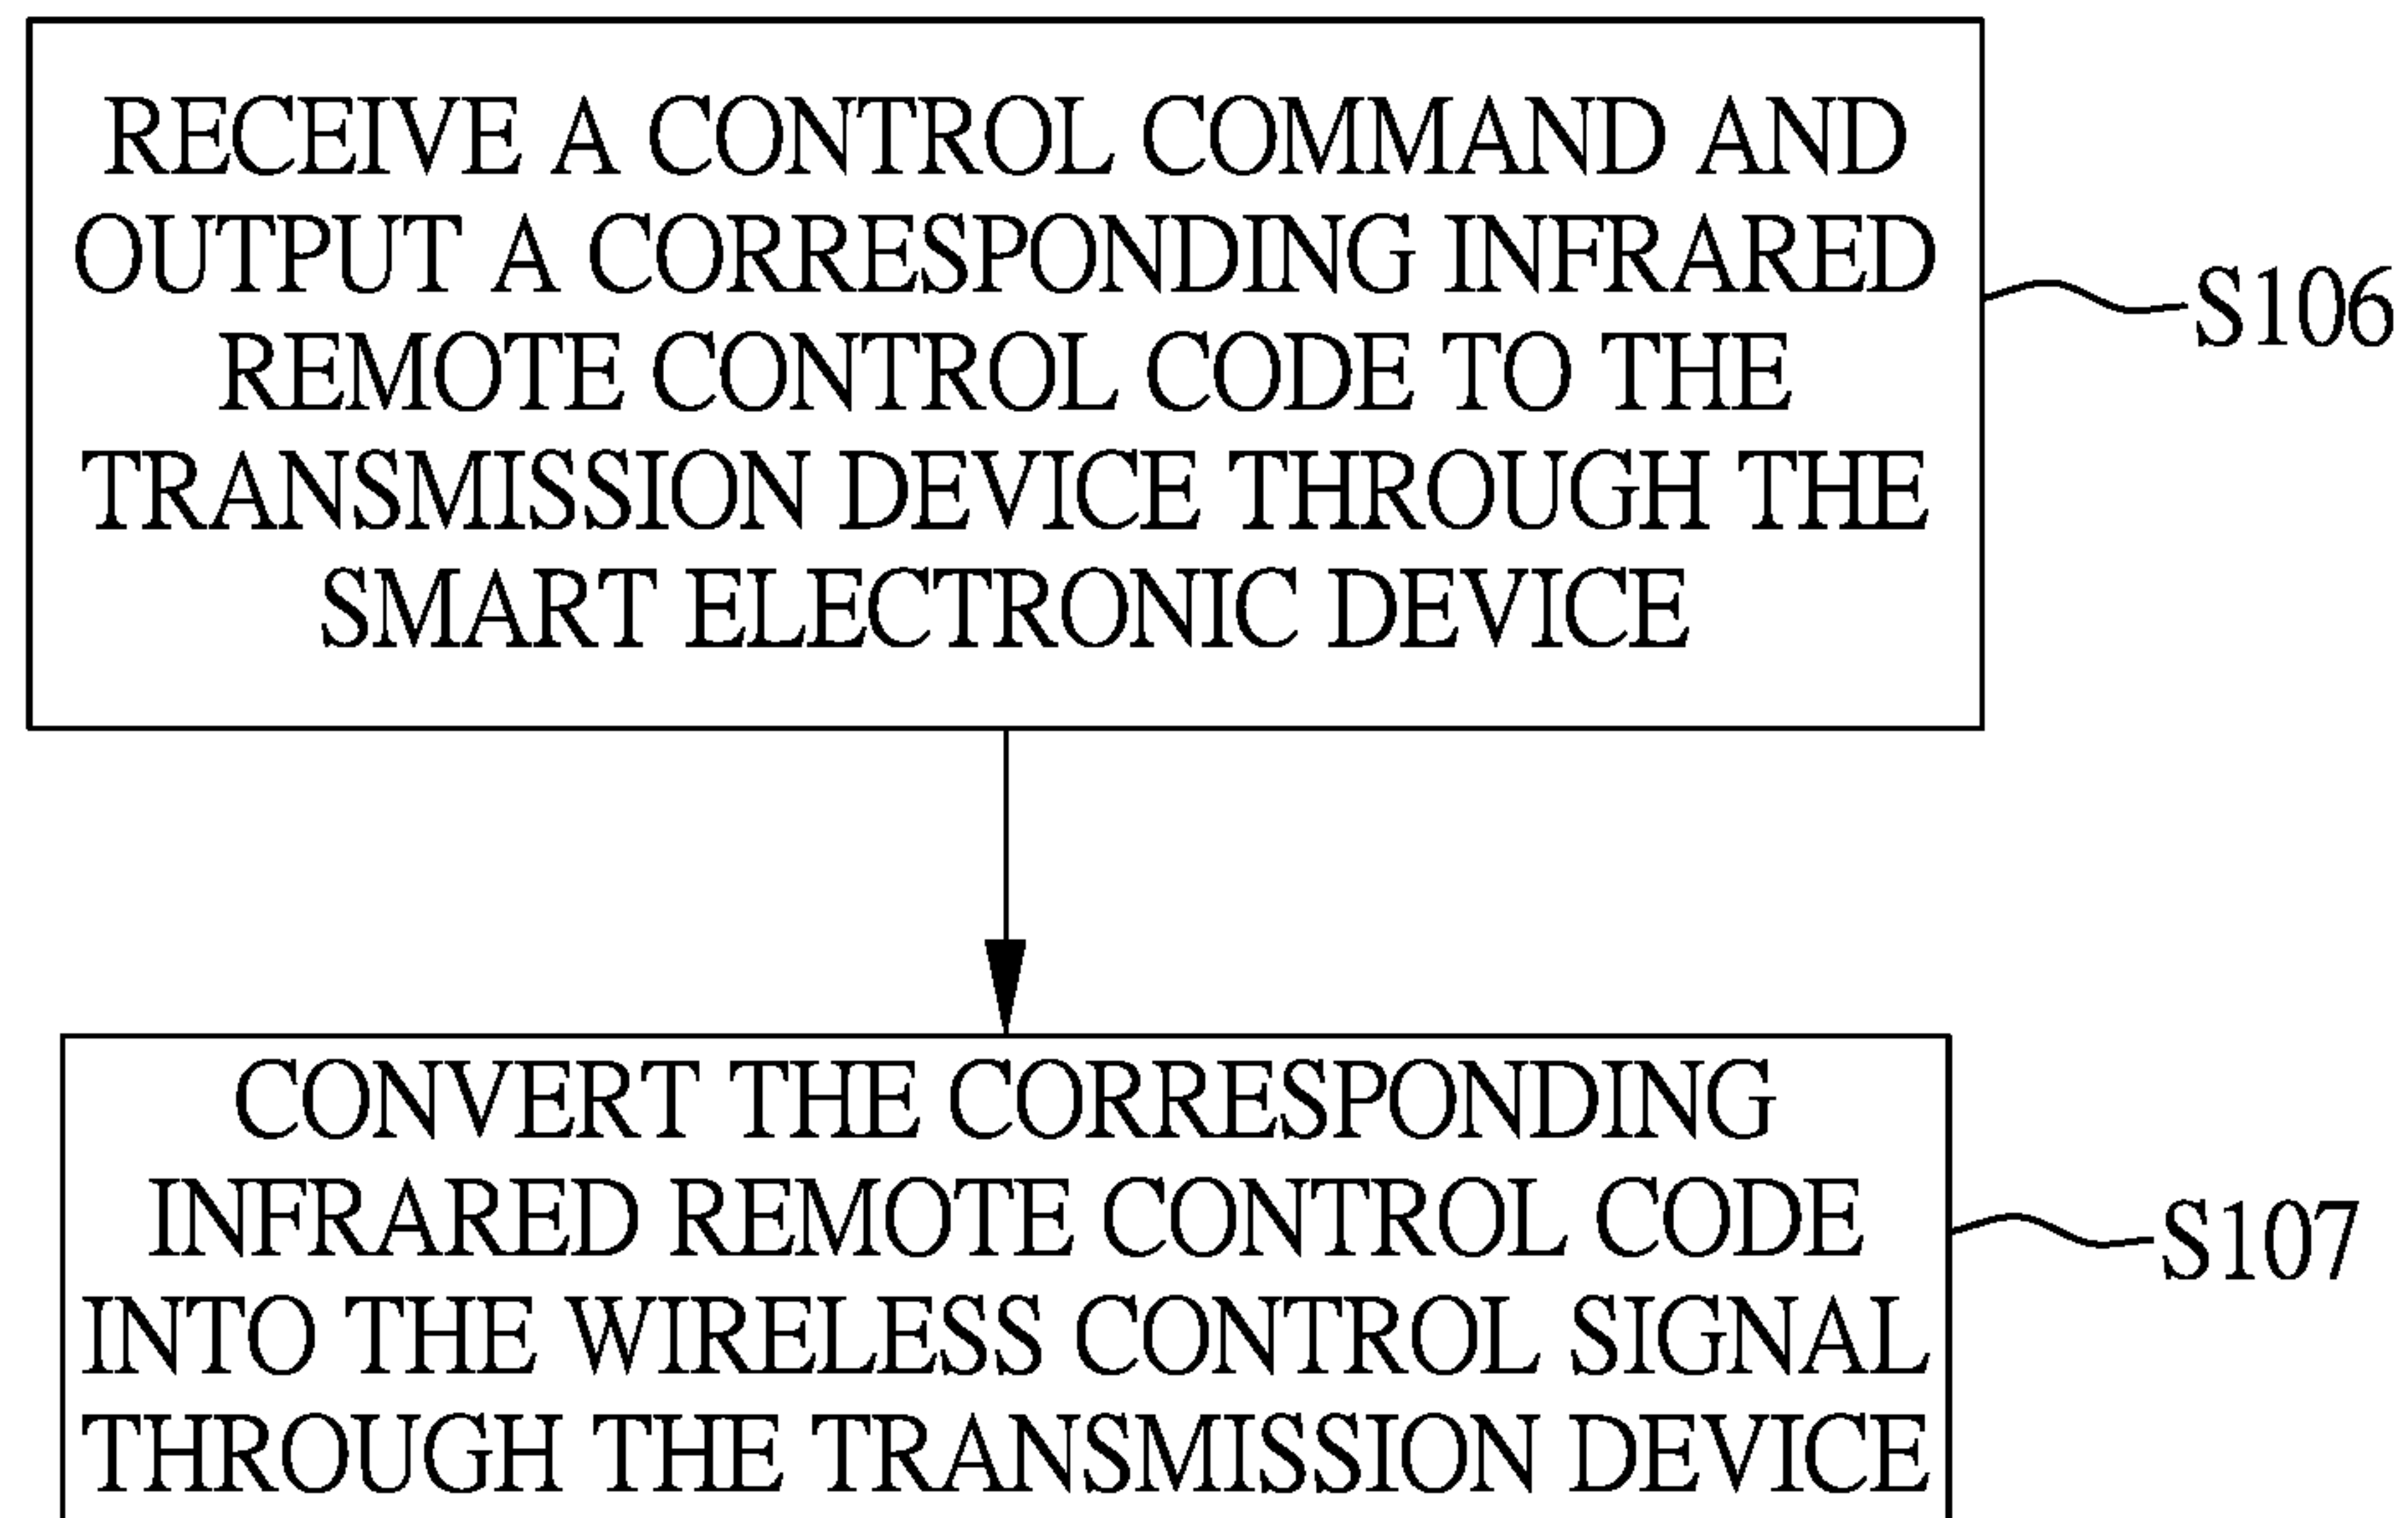 RECEIVE A CONTROL COMMAND AND
OUTPUT A CORRESPONDING INFRARED
REMOTE CONTROL CODE TO THE
TRANSMISSION DEVICE THROUGH THE
SMART ELECTRONIC DEVICE
S106
CONVERT THE CORRESPONDING
INFRARED REMOTE CONTROL CODE
INTO THE WIRELESS CONTROL SIGNAL
THROUGH THE TRANSMISSION DEVICE
S107